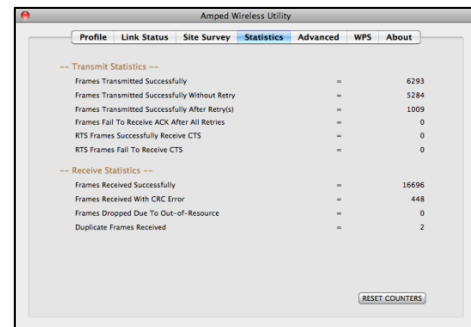 Amped Wireless Utility
Profile Link Status Site Survey Statistics Advanced WPS About
-- Transmit Statistics --
Frames Transmitted Successfully = 6293
Frames Transmitted Successfully Without Retry = 5284
Frames Transmitted Successfully After Retry(s) = 1009
Frames Fail To Receive ACK After All Retries = 0
RTS Frames Successfully Receive CTS = 0
RTS Frames Fail To Receive CTS = 0
-- Receive Statistics --
Frames Received Successfully = 16696
Frames Received With CRC Error = 448
Frames Dropped Due To Out-of-Resource = 0
Duplicate Frames Received = 2
RESET COUNTERS